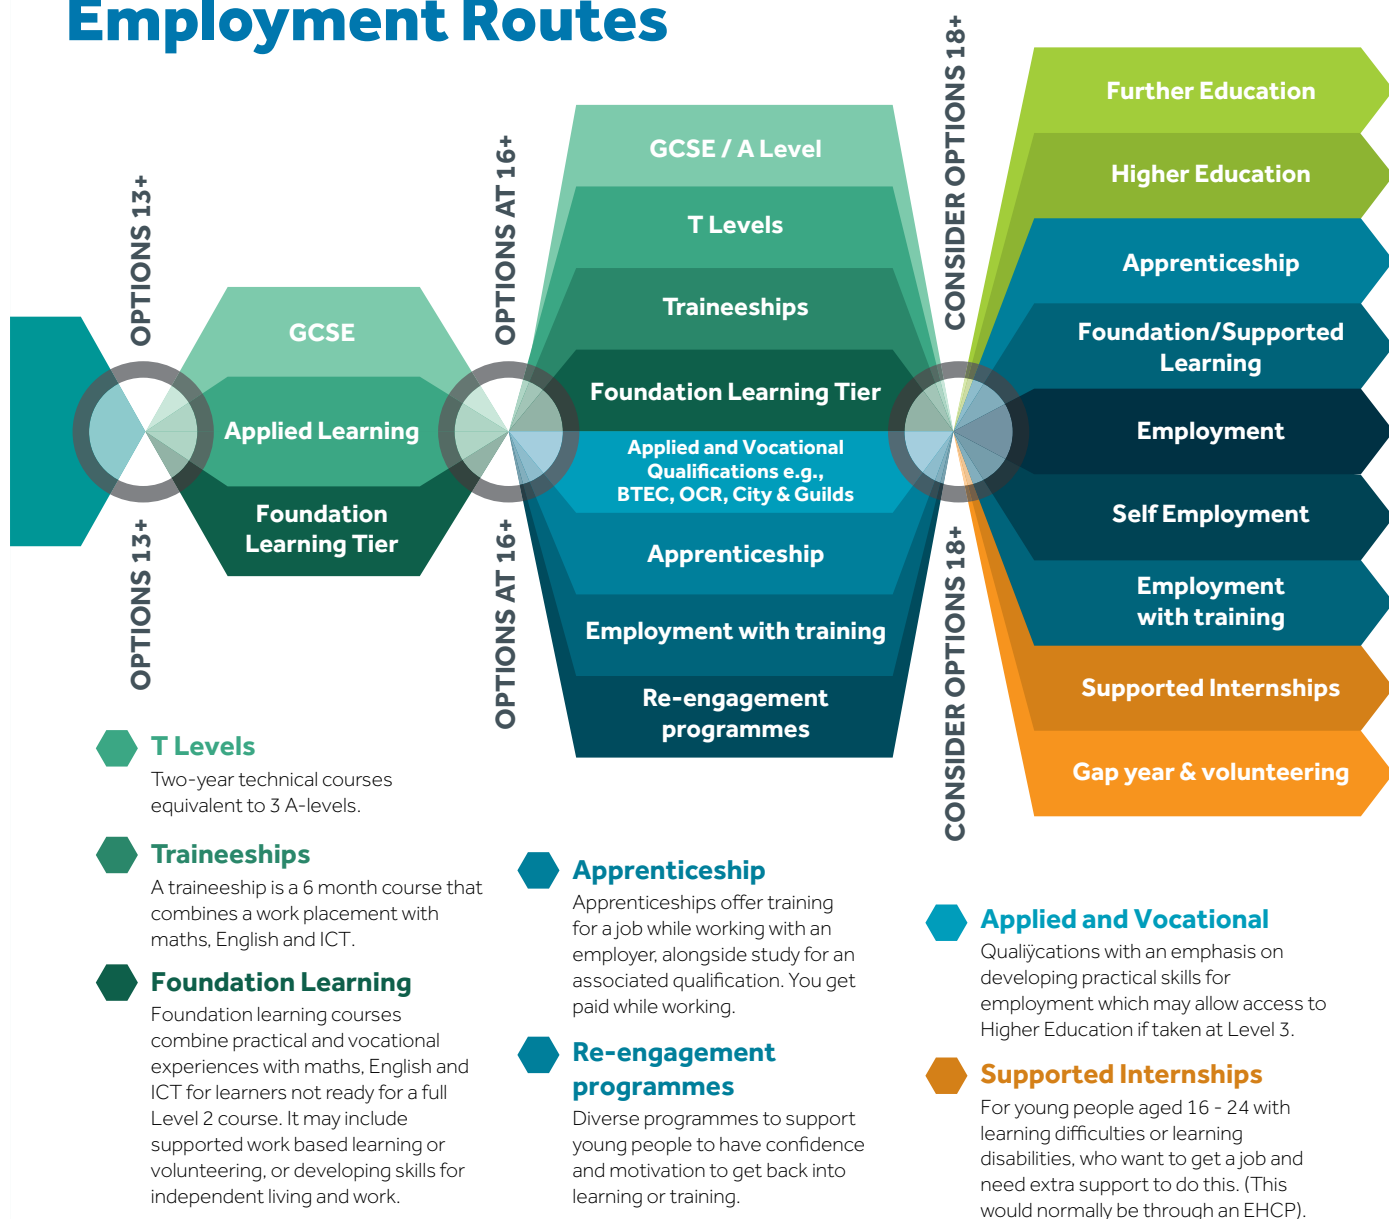 Employment Routes
OPTIONS 13+
OPTIONS 13+
GCSE
Applied Learning
Foundation
Learning Tier
OPTIONS AT 16+
OPTIONS AT 16+
GCSE / A Level
T Levels
Traineeships
Foundation Learning Tier
Applied and Vocational
Qualifications e.g.,
BTEC, OCR, City & Guilds
Apprenticeship
Employment with training
Re-engagement
programmes
CONSIDER OPTIONS 18+
CONSIDER OPTIONS 18+
Further Education
Higher Education
Apprenticeship
Foundation/Supported
Learning
Employment
Self Employment
Employment
with training
Supported Internships
Gap year & volunteering
T Levels
Two-year technical courses
equivalent to 3 A-levels.
Traineeships
A traineeship is a 6 month course that
combines a work placement with
maths, English and ICT.
Foundation Learning
Foundation learning courses
combine practical and vocational
experiences with maths, English and
ICT for learners not ready for a full
Level 2 course. It may include
supported work based learning or
volunteering, or developing skills for
independent living and work.
Apprenticeship
Apprenticeships offer training
for a job while working with an
employer, alongside study for an
associated qualification. You get
paid while working.
Re-engagement
programmes
Diverse programmes to support
young people to have confidence
and motivation to get back into
learning or training.
Applied and Vocational
Qualiÿcations with an emphasis on
developing practical skills for
employment which may allow access to
Higher Education if taken at Level 3.
Supported Internships
For young people aged 16 - 24 with
learning difficulties or learning
disabilities, who want to get a job and
need extra support to do this. (This
would normally be through an EHCP).